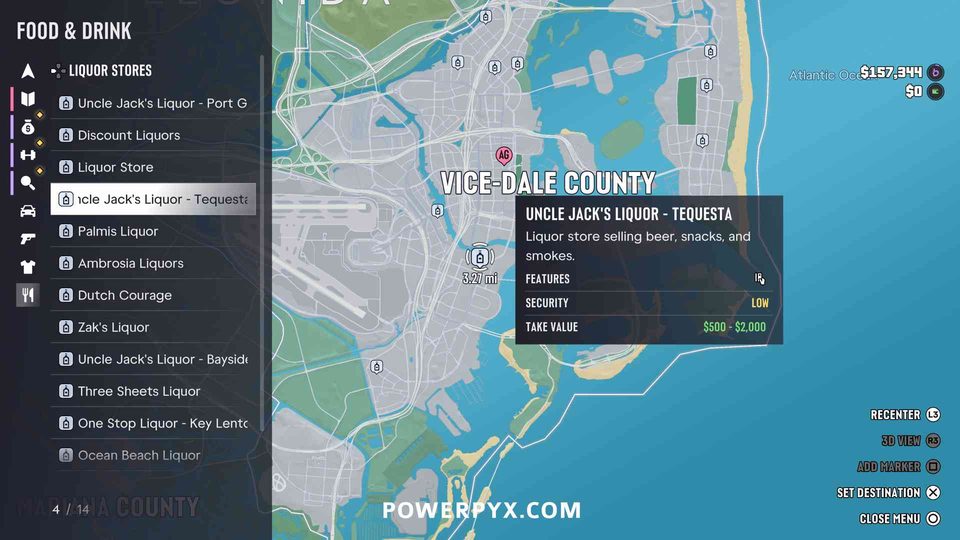 FOOD & DRINK
LIQUOR STORES
Uncle Jack's Liquor - Port G
Discount Liquors
Liquor Store
ncle Jack's Liquor - Tequesta
Palmis Liquor
Ambrosia Liquors
Dutch Courage
Zak's Liquor
Uncle Jack's Liquor - Bayside
Three Sheets Liquor
One Stop Liquor - Key Lento
Ocean Beach Liquor
COUNTY
4 / 14
Atlantic Oce
$157,344
$0
AG
VICE-DALE COUNTY
3.27 mi
UNCLE JACK'S LIQUOR - TEQUESTA
Liquor store selling beer, snacks, and
smokes.
FEATURES
SECURITY LOW
TAKE VALUE $500 - $2,000
RECENTER L3
3D VIEW R3
ADD MARKER
SET DESTINATION
CLOSE MENU
POWERPYX.COM